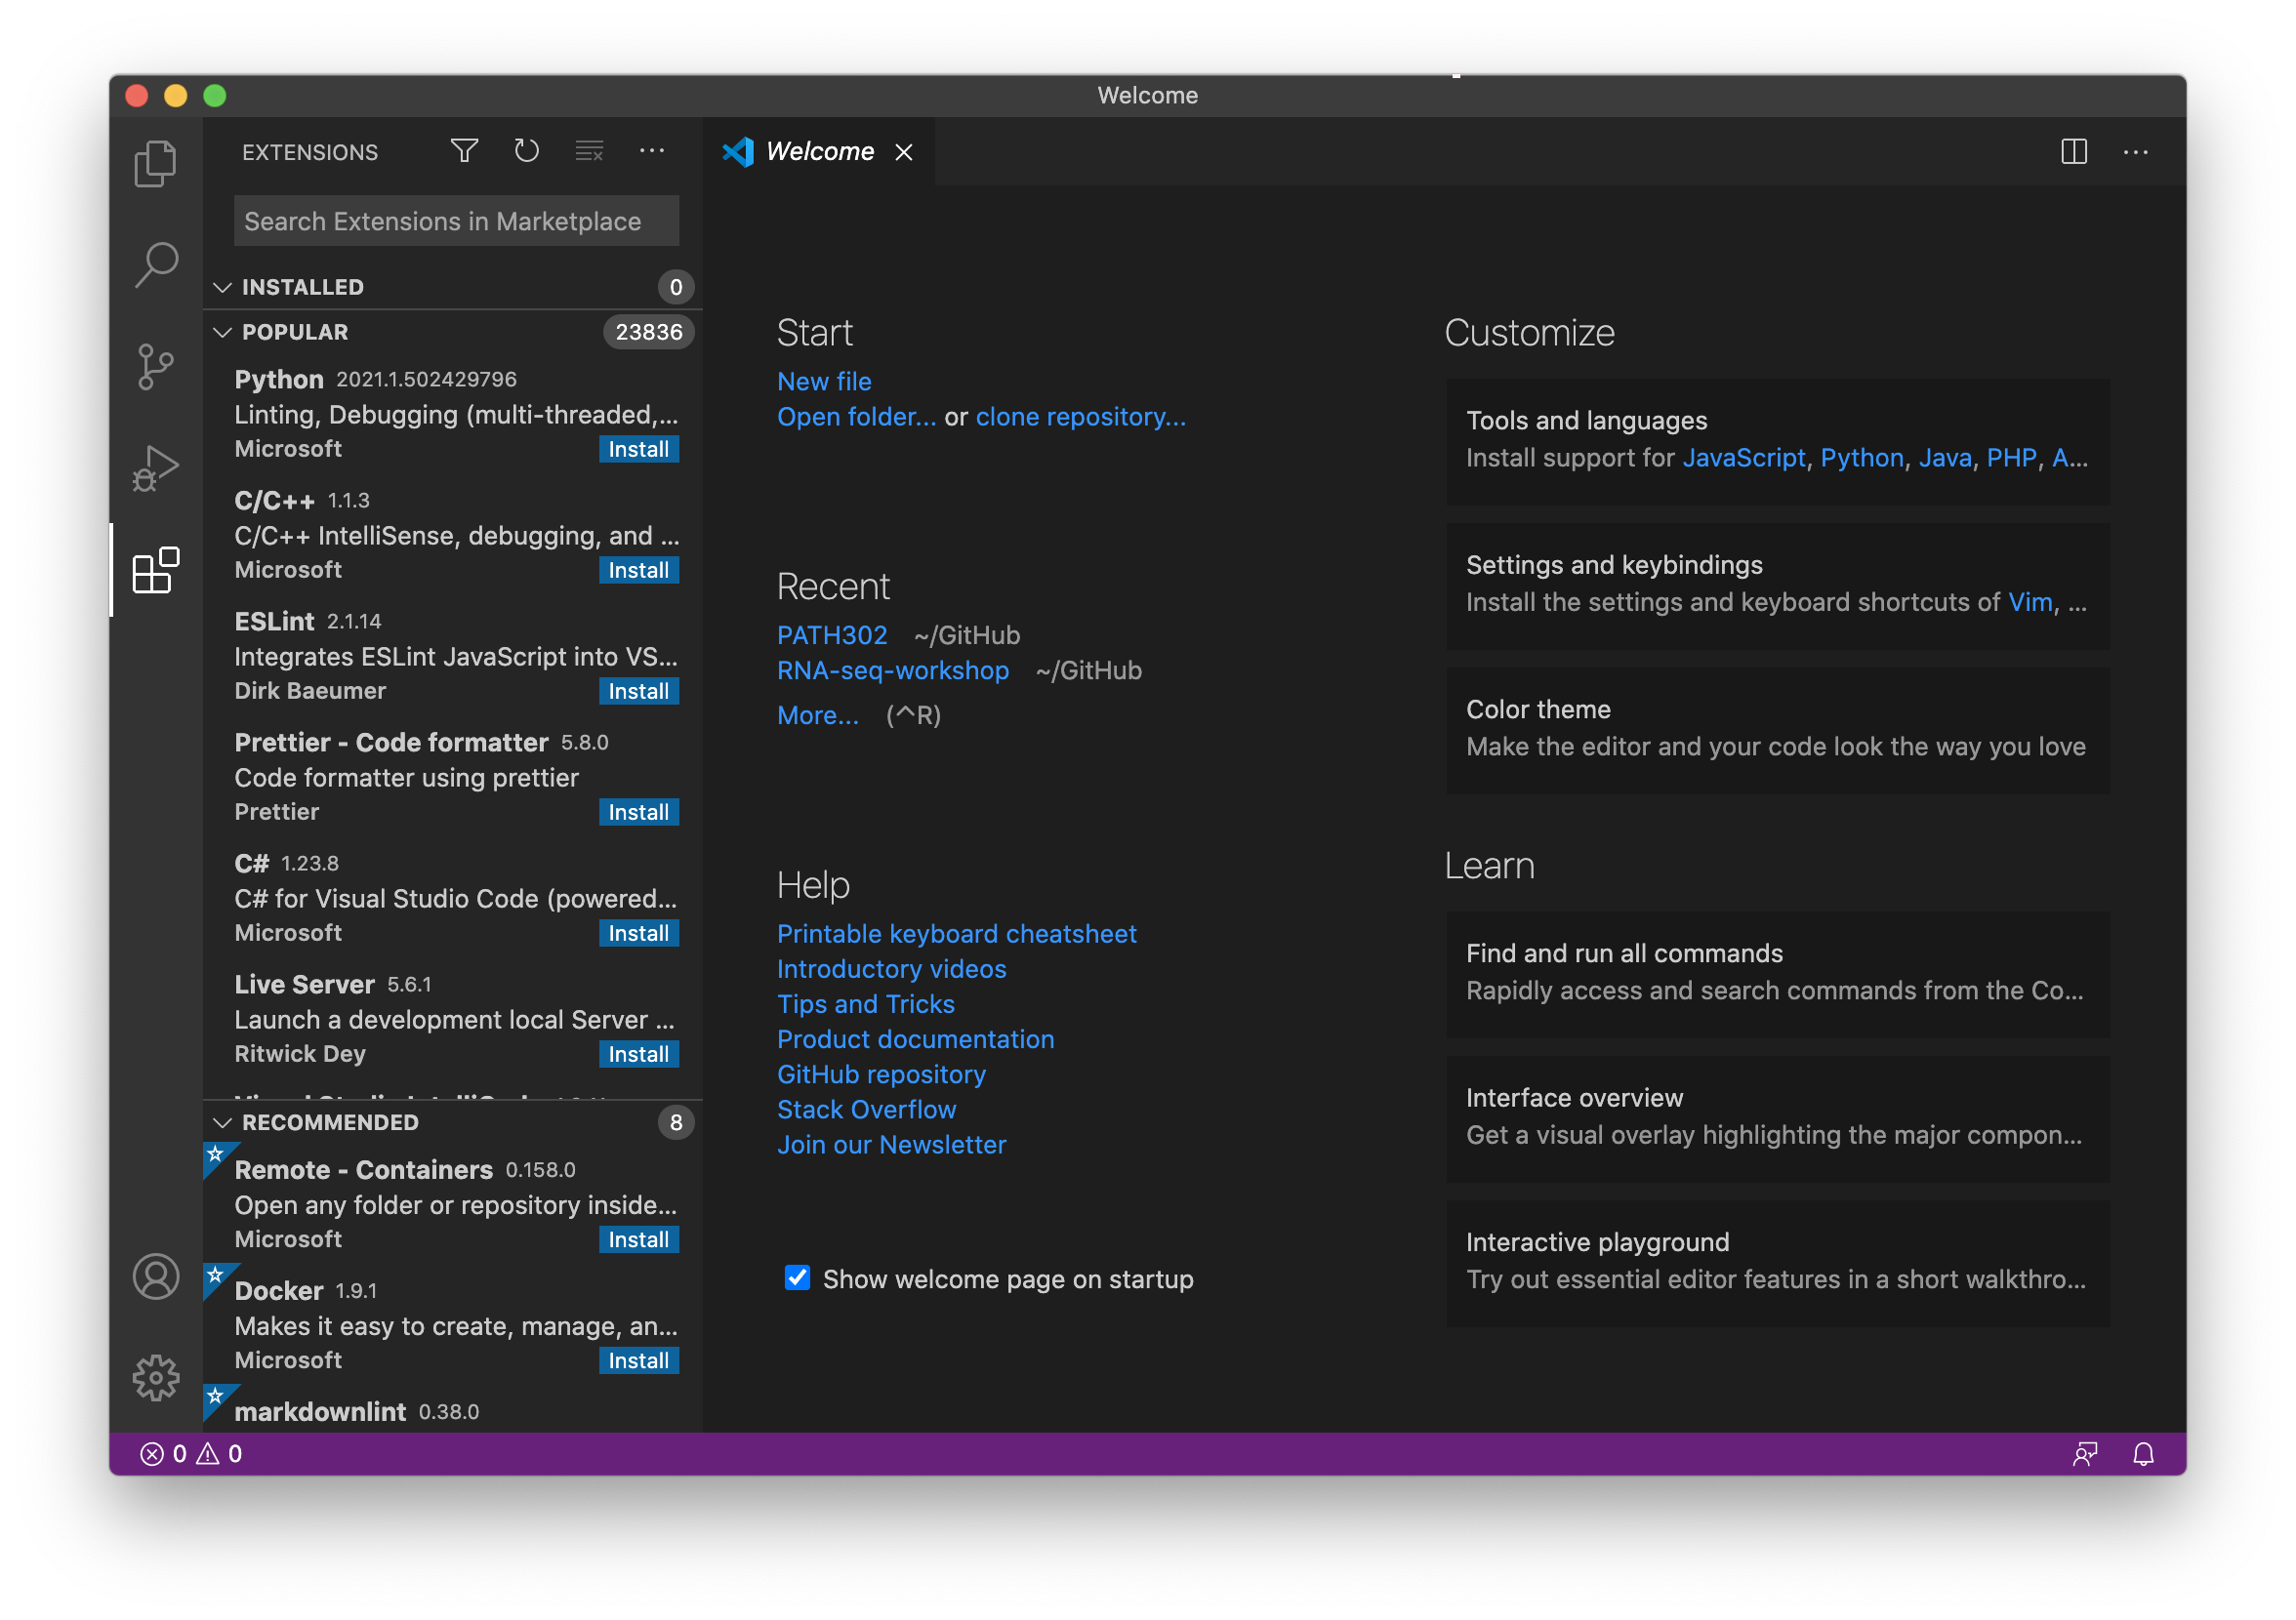 Welcome
EXTENSIONS
Search Extensions in Marketplace
INSTALLED 0
POPULAR 23836
Python 2021.1.502429796
Linting, Debugging (multi-threaded,...
Microsoft Install
C/C++ 1.1.3
C/C++ IntelliSense, debugging, and ...
Microsoft Install
ESLint 2.1.14
Integrates ESLint JavaScript into VS...
Dirk Baeumer Install
Prettier - Code formatter 5.8.0
Code formatter using prettier
Prettier Install
C# 1.23.8
C# for Visual Studio Code (powered...
Microsoft Install
Live Server 5.6.1
Launch a development local Server ...
Ritwick Dey Install
RECOMMENDED 8
Remote - Containers 0.158.0
Open any folder or repository inside...
Microsoft Install
Docker 1.9.1
Makes it easy to create, manage, an...
Microsoft Install
markdownlint 0.38.0
Welcome
Start
New file
Open folder... or clone repository...
Recent
PATH302 ~/GitHub
RNA-seq-workshop ~/GitHub
More... (^R)
Help
Printable keyboard cheatsheet
Introductory videos
Tips and Tricks
Product documentation
GitHub repository
Stack Overflow
Join our Newsletter
Show welcome page on startup
Customize
Tools and languages
Install support for JavaScript, Python, Java, PHP, A...
Settings and keybindings
Install the settings and keyboard shortcuts of Vim, ...
Color theme
Make the editor and your code look the way you love
Learn
Find and run all commands
Rapidly access and search commands from the Co...
Interface overview
Get a visual overlay highlighting the major compon...
Interactive playground
Try out essential editor features in a short walkthro...
0 0